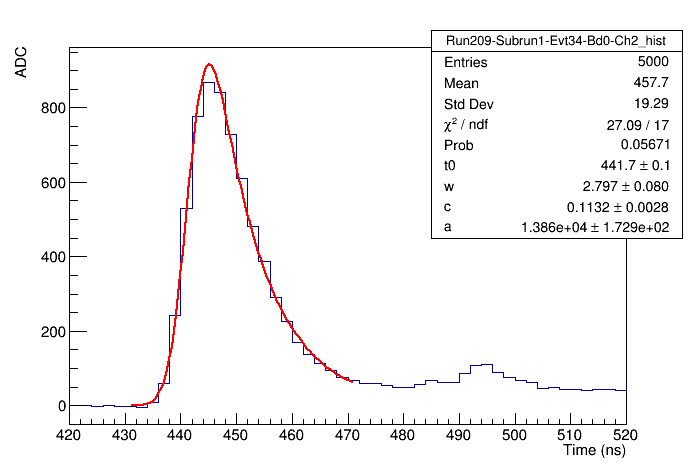 Run209-Subrun1-Evt34-Bd0-Ch2_hist
Entries 5000
Mean 457.7
Std Dev 19.29
χ² / ndf 27.09 / 17
Prob 0.05671
t0 441.7 ± 0.1
w 2.797 ± 0.080
c 0.1132 ± 0.0028
a 1.386e+04 ± 1.729e+02
ADC
800
600
400
200
0
420 430 440 450 460 470 480 490 500 510 520
Time (ns)